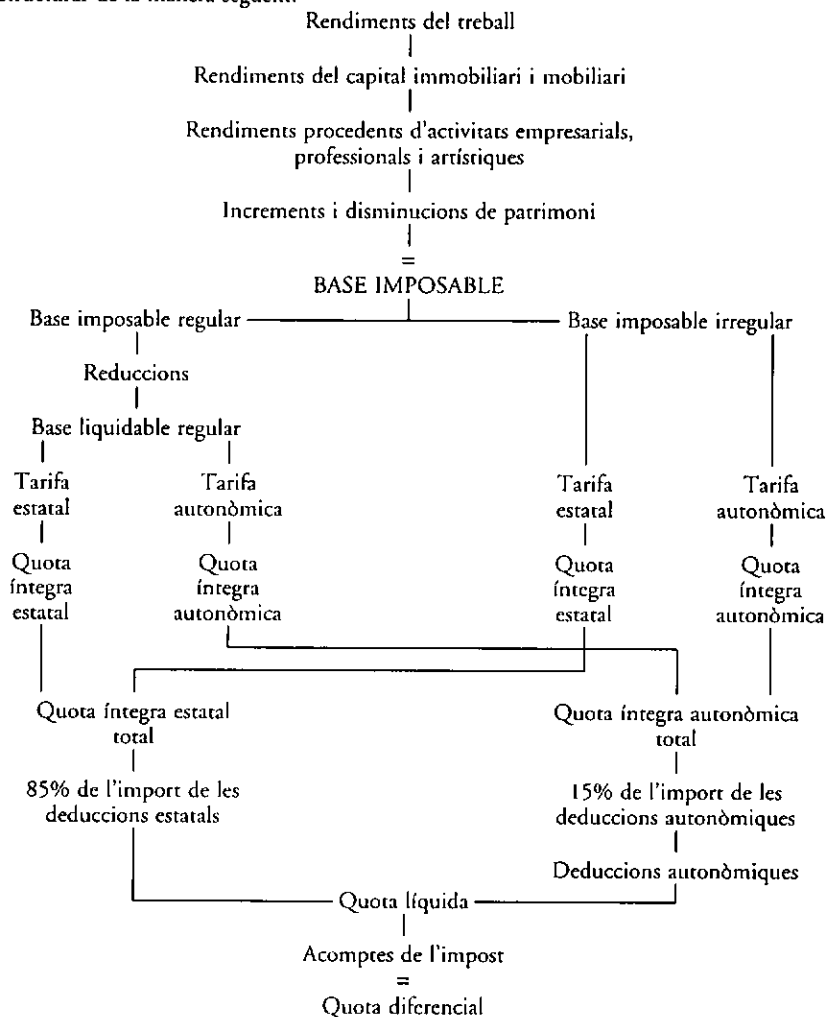 de la manera següent:
Rendiments del treball
Rendiments del capital immobiliari i mobiliari
Rendiments procedents d'activitats empresarials,
professionals i artístiques
Increments i disminucions de patrimoni
=
BASE IMPOSABLE
Base imposable regular
Base imposable irregular
Reduccions
Base liquidable regular
Tarifa
estatal
Tarifa
autonòmica
Tarifa
estatal
Tarifa
autonòmica
Quota
íntegra
estatal
Quota
íntegra
autonòmica
Quota
íntegra
estatal
Quota
íntegra
autonòmica
Quota íntegra estatal
total
Quota íntegra autonòmica
total
85% de l'import de les
deduccions estatals
15% de l'import de les
deduccions autonòmiques
Deduccions autonòmiques
Quota líquida
Acomptes de l'impost
=
Quota diferencial